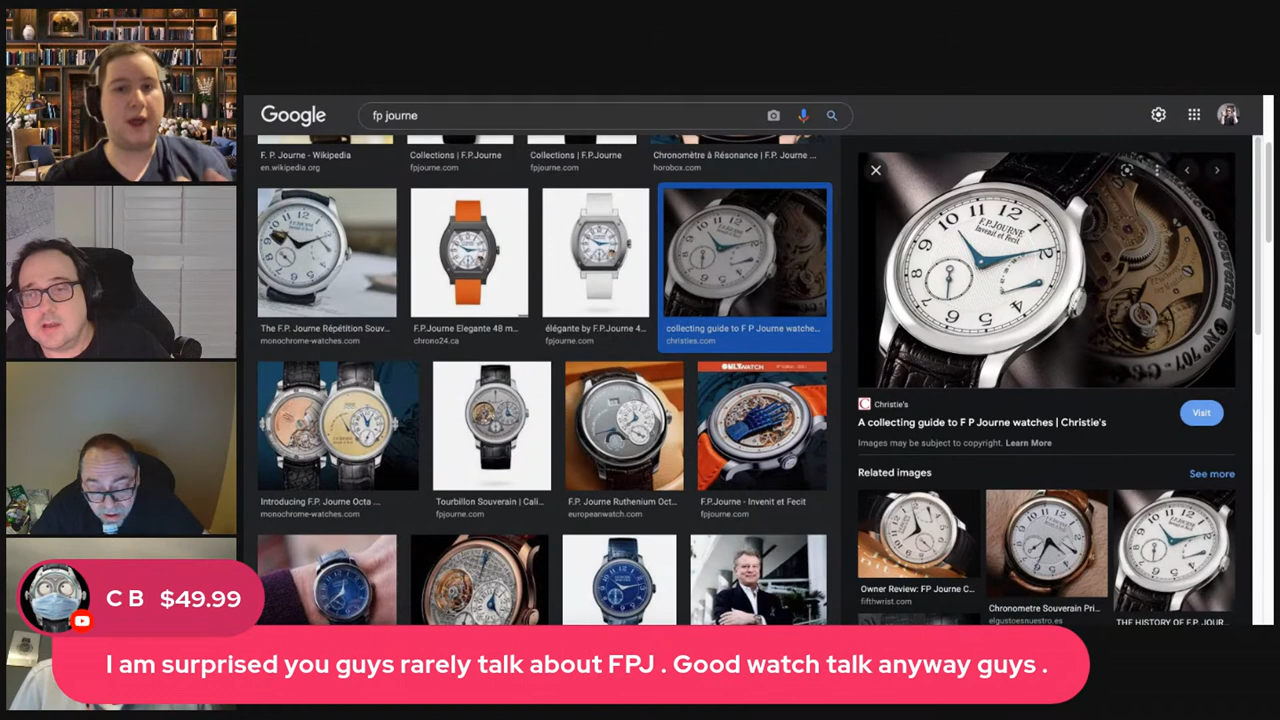 Google
fp journe
F. P. Journe - Wikipedia
en.wikipedia.org
Collections | F.P.Journe
fpjourne.com
Collections | F.P.Journe
fpjourne.com
Chronomètre à Résonance | F.P. Journe ...
horobox.com
The F.P. Journe Répétition Souv...
monochrome-watches.com
F.P.Journe Elegante 48 m...
chrono24.ca
élégante by F.P.Journe 4...
fpjourne.com
collecting guide to F P Journe watche...
christies.com
F.P.JOURNE
Invenit et Fecit
Christie's
A collecting guide to F P Journe watches | Christie's
Images may be subject to copyright. Learn More
Visit
Related images
See more
ONLY WATCH
Introducing F.P. Journe Octa ...
monochrome-watches.com
Tourbillon Souverain | Cali...
fpjourne.com
F.P. Journe Ruthenium Oct...
europeanwatch.com
F.P.Journe - Invenit et Fecit
fpjourne.com
Owner Review: FP Journe C...
fifthwrist.com
Chronometre Souverain Pri...
elgustoesnuestro.es
THE HISTORY OF F.P. JOUR...
C B $49.99
I am surprised you guys rarely talk about FPJ . Good watch talk anyway guys .